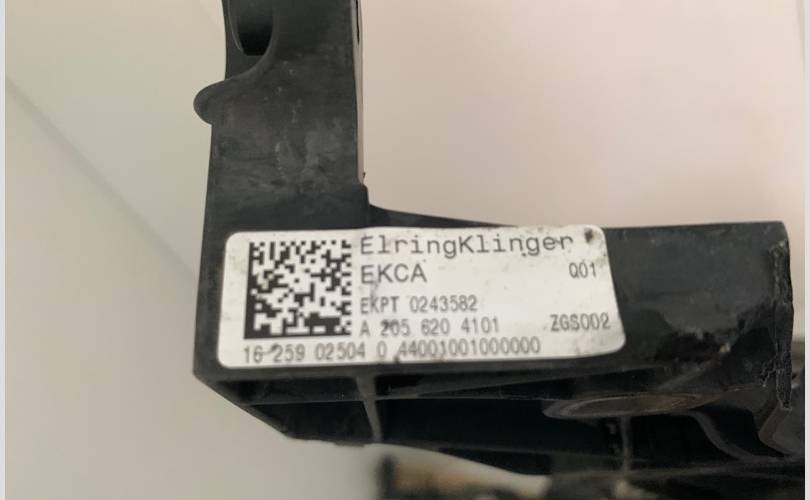 ElringKlinger
EKCA Q01
EKPT 0243582
A 205 620 4101 ZGS002
16 259 02504 0 44001001000000